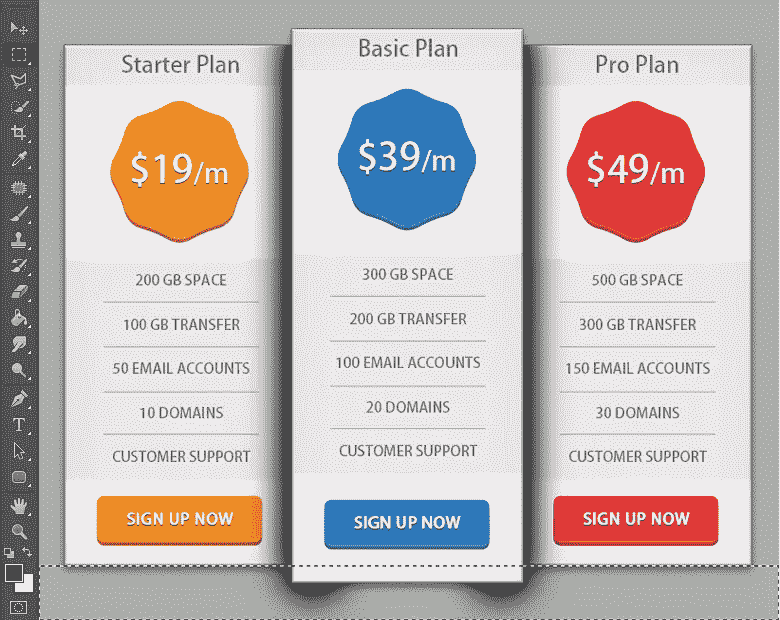 Starter Plan
$19/m
200 GB SPACE
100 GB TRANSFER
50 EMAIL ACCOUNTS
10 DOMAINS
CUSTOMER SUPPORT
SIGN UP NOW
Basic Plan
$39/m
300 GB SPACE
200 GB TRANSFER
100 EMAIL ACCOUNTS
20 DOMAINS
CUSTOMER SUPPORT
SIGN UP NOW
Pro Plan
$49/m
500 GB SPACE
300 GB TRANSFER
150 EMAIL ACCOUNTS
30 DOMAINS
CUSTOMER SUPPORT
SIGN UP NOW